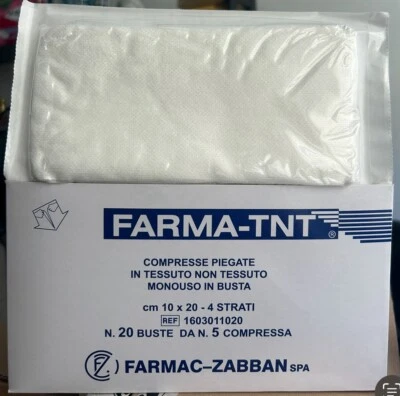 FARMA-TNT®
COMPRESSE PIEGATE
IN TESSUTO NON TESSUTO
MONOUSO IN BUSTA
cm 10 x 20 - 4 STRATI
REF 1603011020
N. 20 BUSTE DA N. 5 COMPRESSA
FZ FARMAC-ZABBAN SPA